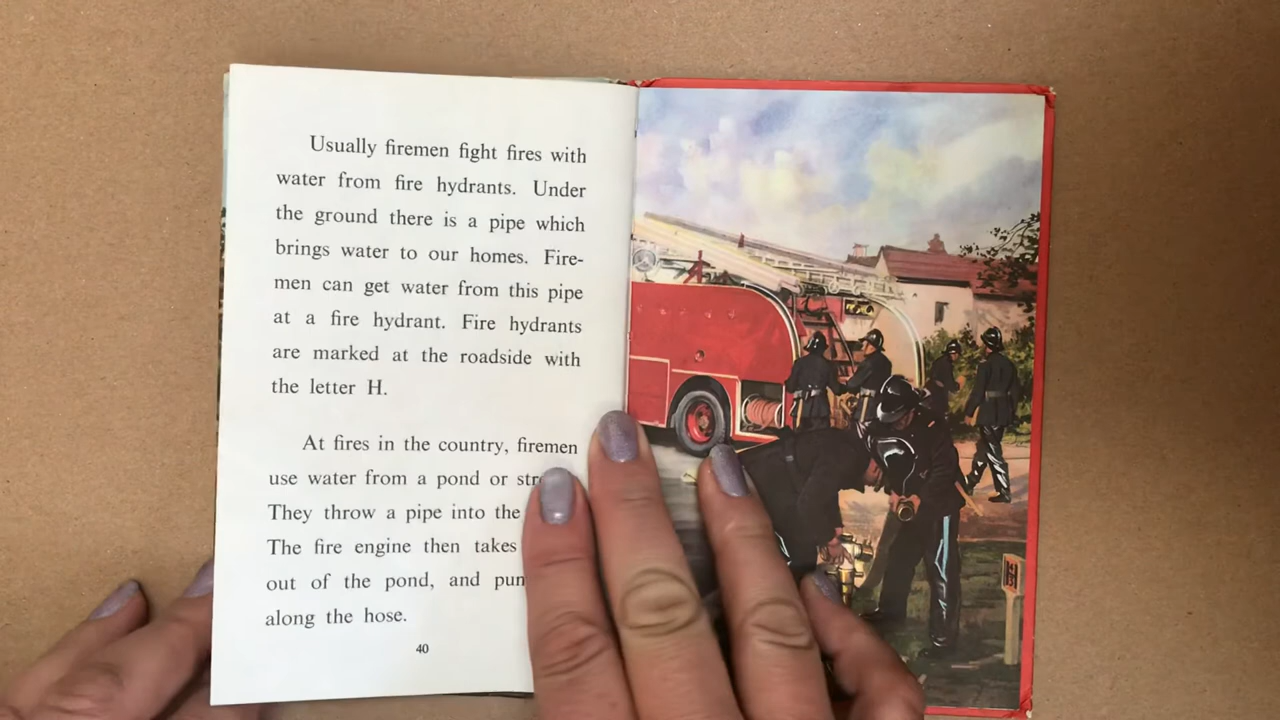 Usually firemen fight fires with
water from fire hydrants. Under
the ground there is a pipe which
brings water to our homes. Fire-
men can get water from this pipe
at a fire hydrant. Fire hydrants
are marked at the roadside with
the letter H.
At fires in the country, firemen
use water from a pond or
They throw a pipe into the
The fire engine then takes
out of the pond, and
along the hose.
40